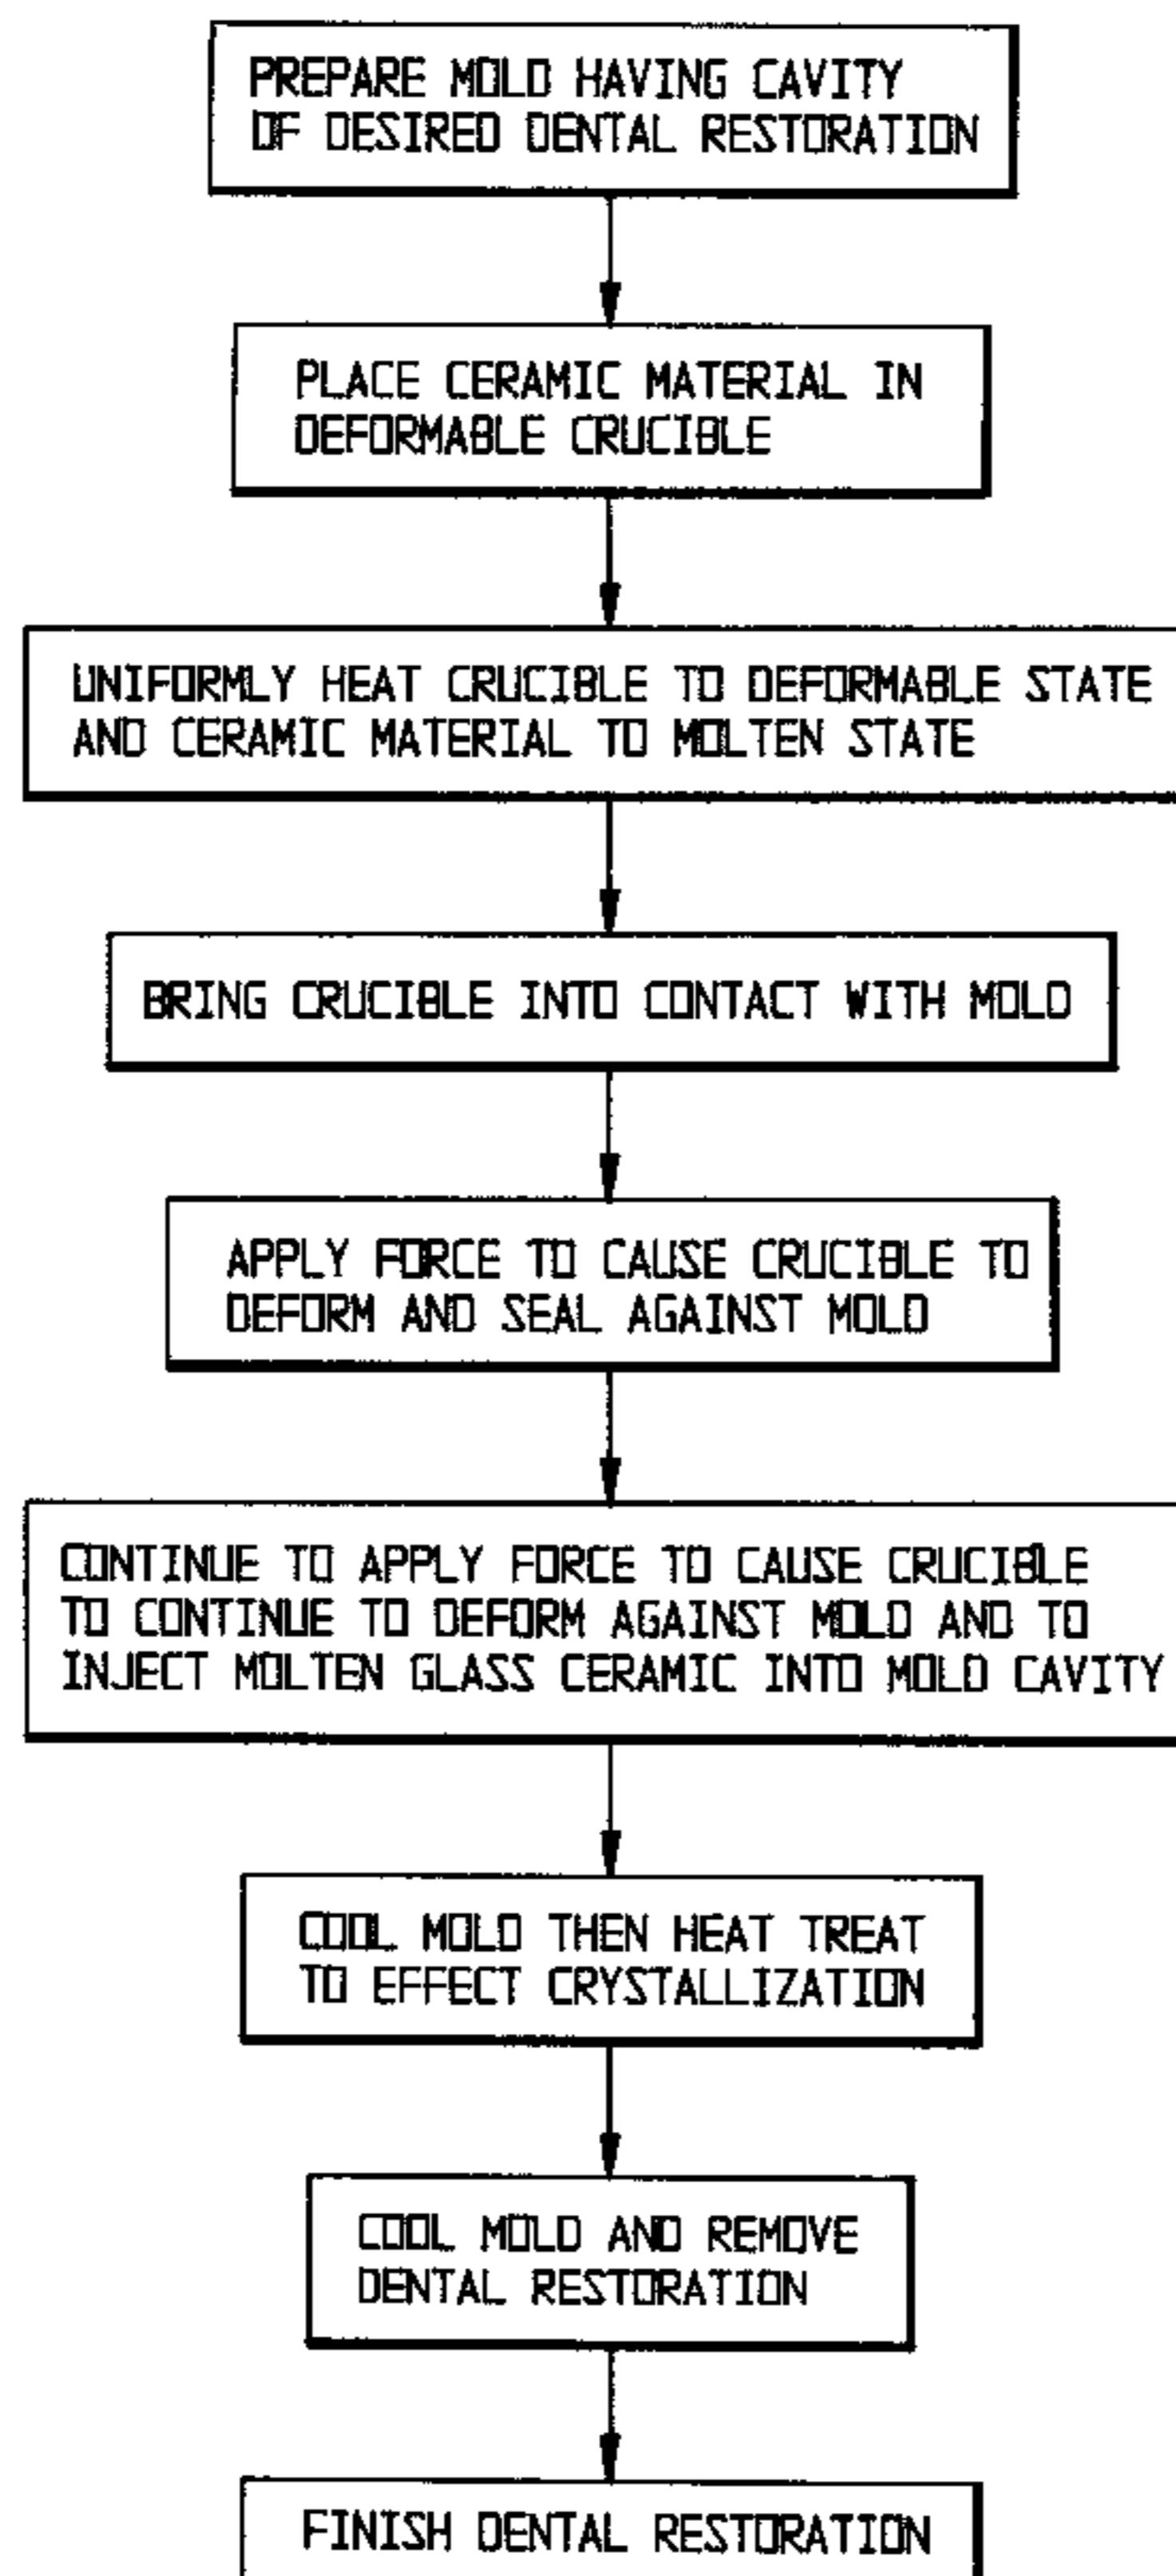 PREPARE MOLD HAVING CAVITY
OF DESIRED DENTAL RESTORATION
PLACE CERAMIC MATERIAL IN
DEFORMABLE CRUCIBLE
UNIFORMLY HEAT CRUCIBLE TO DEFORMABLE STATE
AND CERAMIC MATERIAL TO MOLTEN STATE
BRING CRUCIBLE INTO CONTACT WITH MOLD
APPLY FORCE TO CAUSE CRUCIBLE TO
DEFORM AND SEAL AGAINST MOLD
CONTINUE TO APPLY FORCE TO CAUSE CRUCIBLE
TO CONTINUE TO DEFORM AGAINST MOLD AND TO
INJECT MOLTEN GLASS CERAMIC INTO MOLD CAVITY
COOL MOLD THEN HEAT TREAT
TO EFFECT CRYSTALLIZATION
COOL MOLD AND REMOVE
DENTAL RESTORATION
FINISH DENTAL RESTORATION